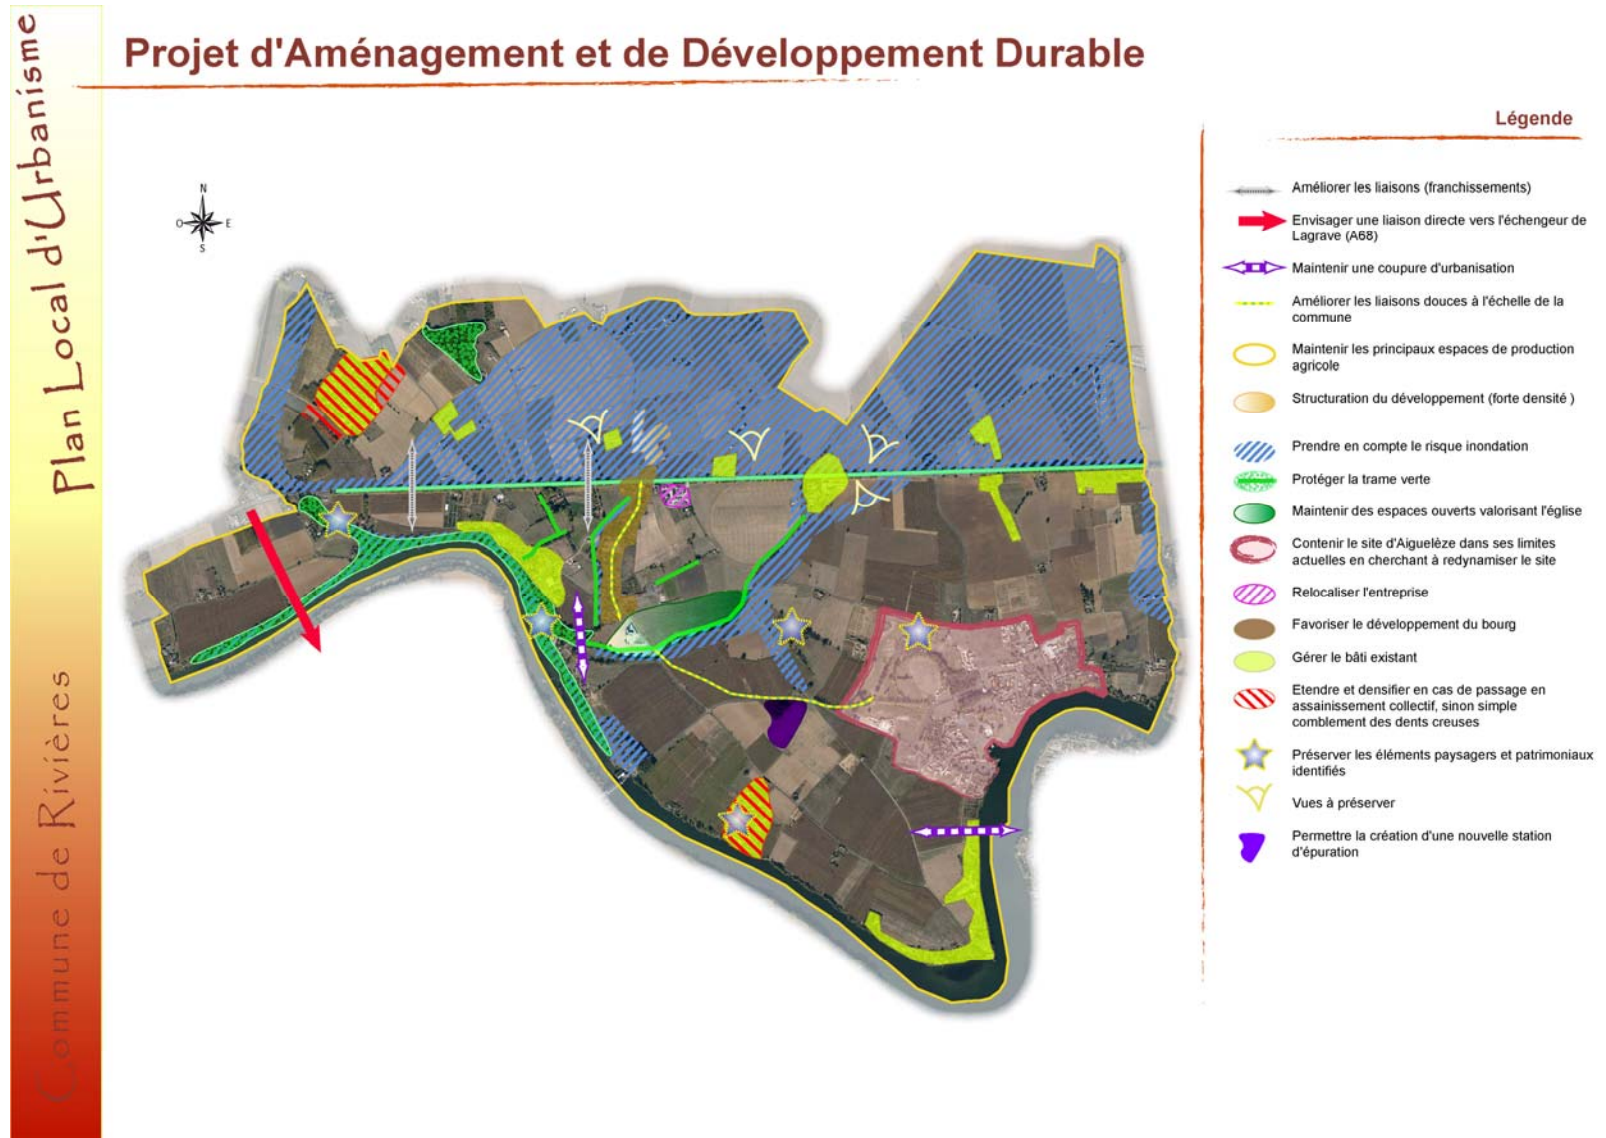 Projet d'Aménagement et de Développement Durable
Commune de Rivières
Plan Local d'Urbanisme
N
O
E
S
Légende
Améliorer les liaisons (franchissements)
Envisager une liaison directe vers l'échengeur de
Lagrave (A68)
Maintenir une coupure d'urbanisation
Améliorer les liaisons douces à l'échelle de la
commune
Maintenir les principaux espaces de production
agricole
Structuration du développement (forte densité )
Prendre en compte le risque inondation
Protéger la trame verte
Maintenir des espaces ouverts valorisant l'église
Contenir le site d'Aiguelèze dans ses limites
actuelles en cherchant à redynamiser le site
Relocaliser l'entreprise
Favoriser le développement du bourg
Gérer le bâti existant
Etendre et densifier en cas de passage en
assainissement collectif, sinon simple
comblement des dents creuses
Préserver les éléments paysagers et patrimoniaux
identifiés
Vues à préserver
Permettre la création d'une nouvelle station
d'épuration